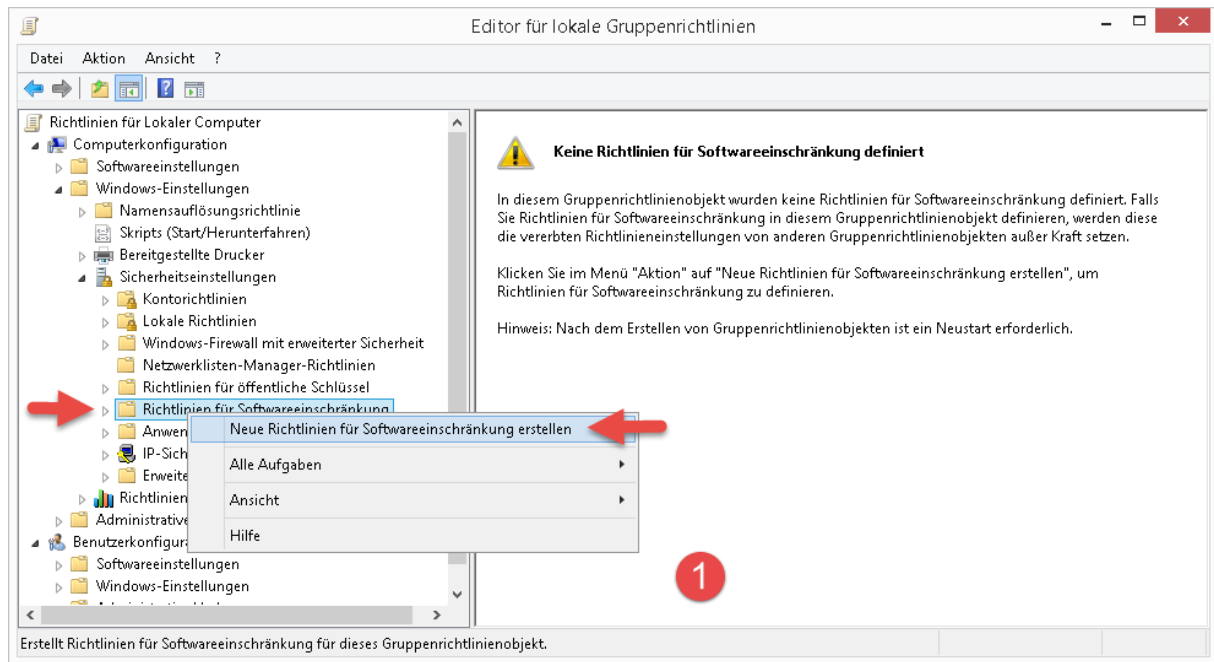 Editor für lokale Gruppenrichtlinien
Datei Aktion Ansicht ?
Richtlinien für Lokaler Computer
Computerkonfiguration
Softwareeinstellungen
Windows-Einstellungen
Namensauflösungsrichtlinie
Skripts (Start/Herunterfahren)
Bereitgestellte Drucker
Sicherheitseinstellungen
Kontorichtlinien
Lokale Richtlinien
Windows-Firewall mit erweiterter Sicherheit
Netzwerklisten-Manager-Richtlinien
Richtlinien für öffentliche Schlüssel
Richtlinien für Softwareeinschränkung
Anwen
IP-Sich
Erweite
Richtlinien
Administrative
Benutzerkonfigura
Softwareeinstellungen
Windows-Einstellungen
Neue Richtlinien für Softwareeinschränkung erstellen
Alle Aufgaben
Ansicht
Hilfe
Keine Richtlinien für Softwareeinschränkung definiert
In diesem Gruppenrichtlinienobjekt wurden keine Richtlinien für Softwareeinschränkung definiert. Falls
Sie Richtlinien für Softwareeinschränkung in diesem Gruppenrichtlinienobjekt definieren, werden diese
die vererbten Richtlinieneinstellungen von anderen Gruppenrichtlinienobjekten außer Kraft setzen.
Klicken Sie im Menü "Aktion" auf "Neue Richtlinien für Softwareeinschränkung erstellen", um
Richtlinien für Softwareeinschränkung zu definieren.
Hinweis: Nach dem Erstellen von Gruppenrichtlinienobjekten ist ein Neustart erforderlich.
1
Erstellt Richtlinien für Softwareeinschränkung für dieses Gruppenrichtlinienobjekt.